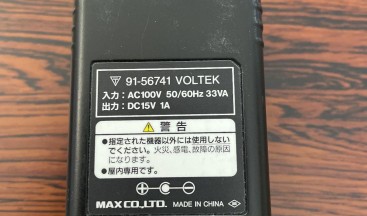 91-56741 VOLTEK
入力：AC100V 50/60Hz 33VA
出力：DC15V 1A
警告
●指定された機器以外には使用しない
でください。火災、感電、故障の原因
になります。
●屋内専用です。
MAX CO.,LTD. MADE IN CHINA